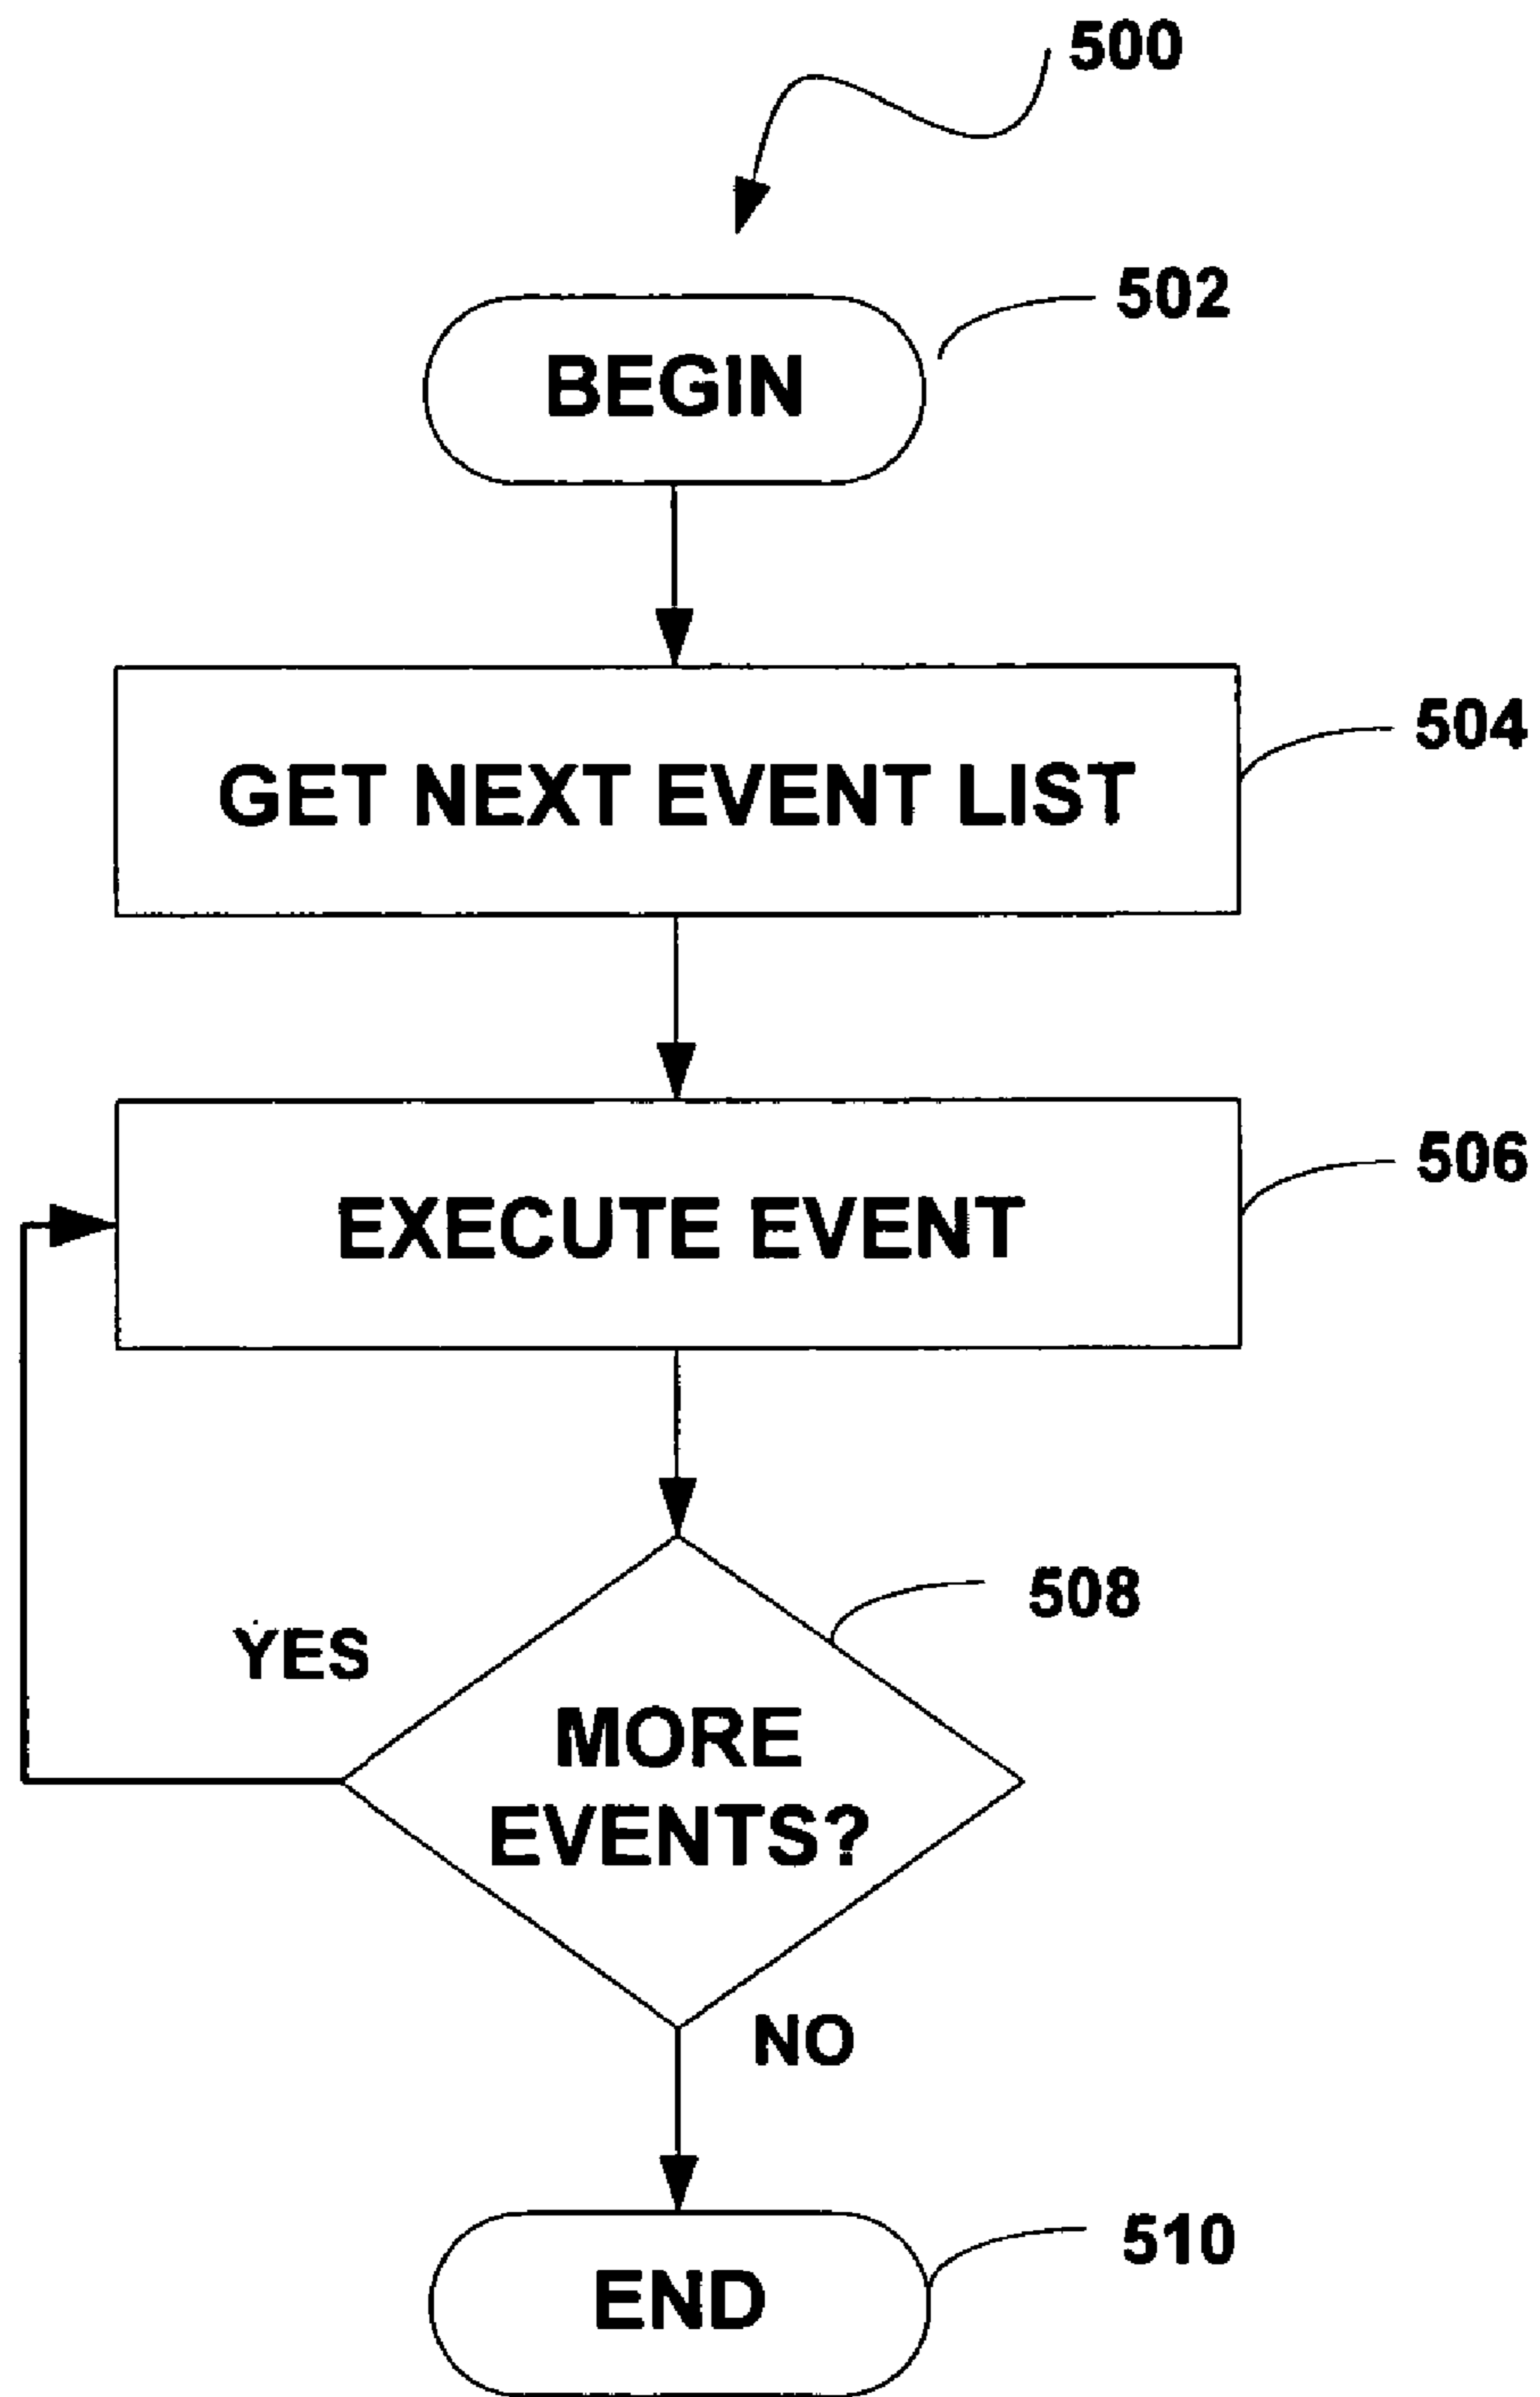 500
502
BEGIN
504
GET NEXT EVENT LIST
506
EXECUTE EVENT
508
YES
MORE
EVENTS?
NO
510
END